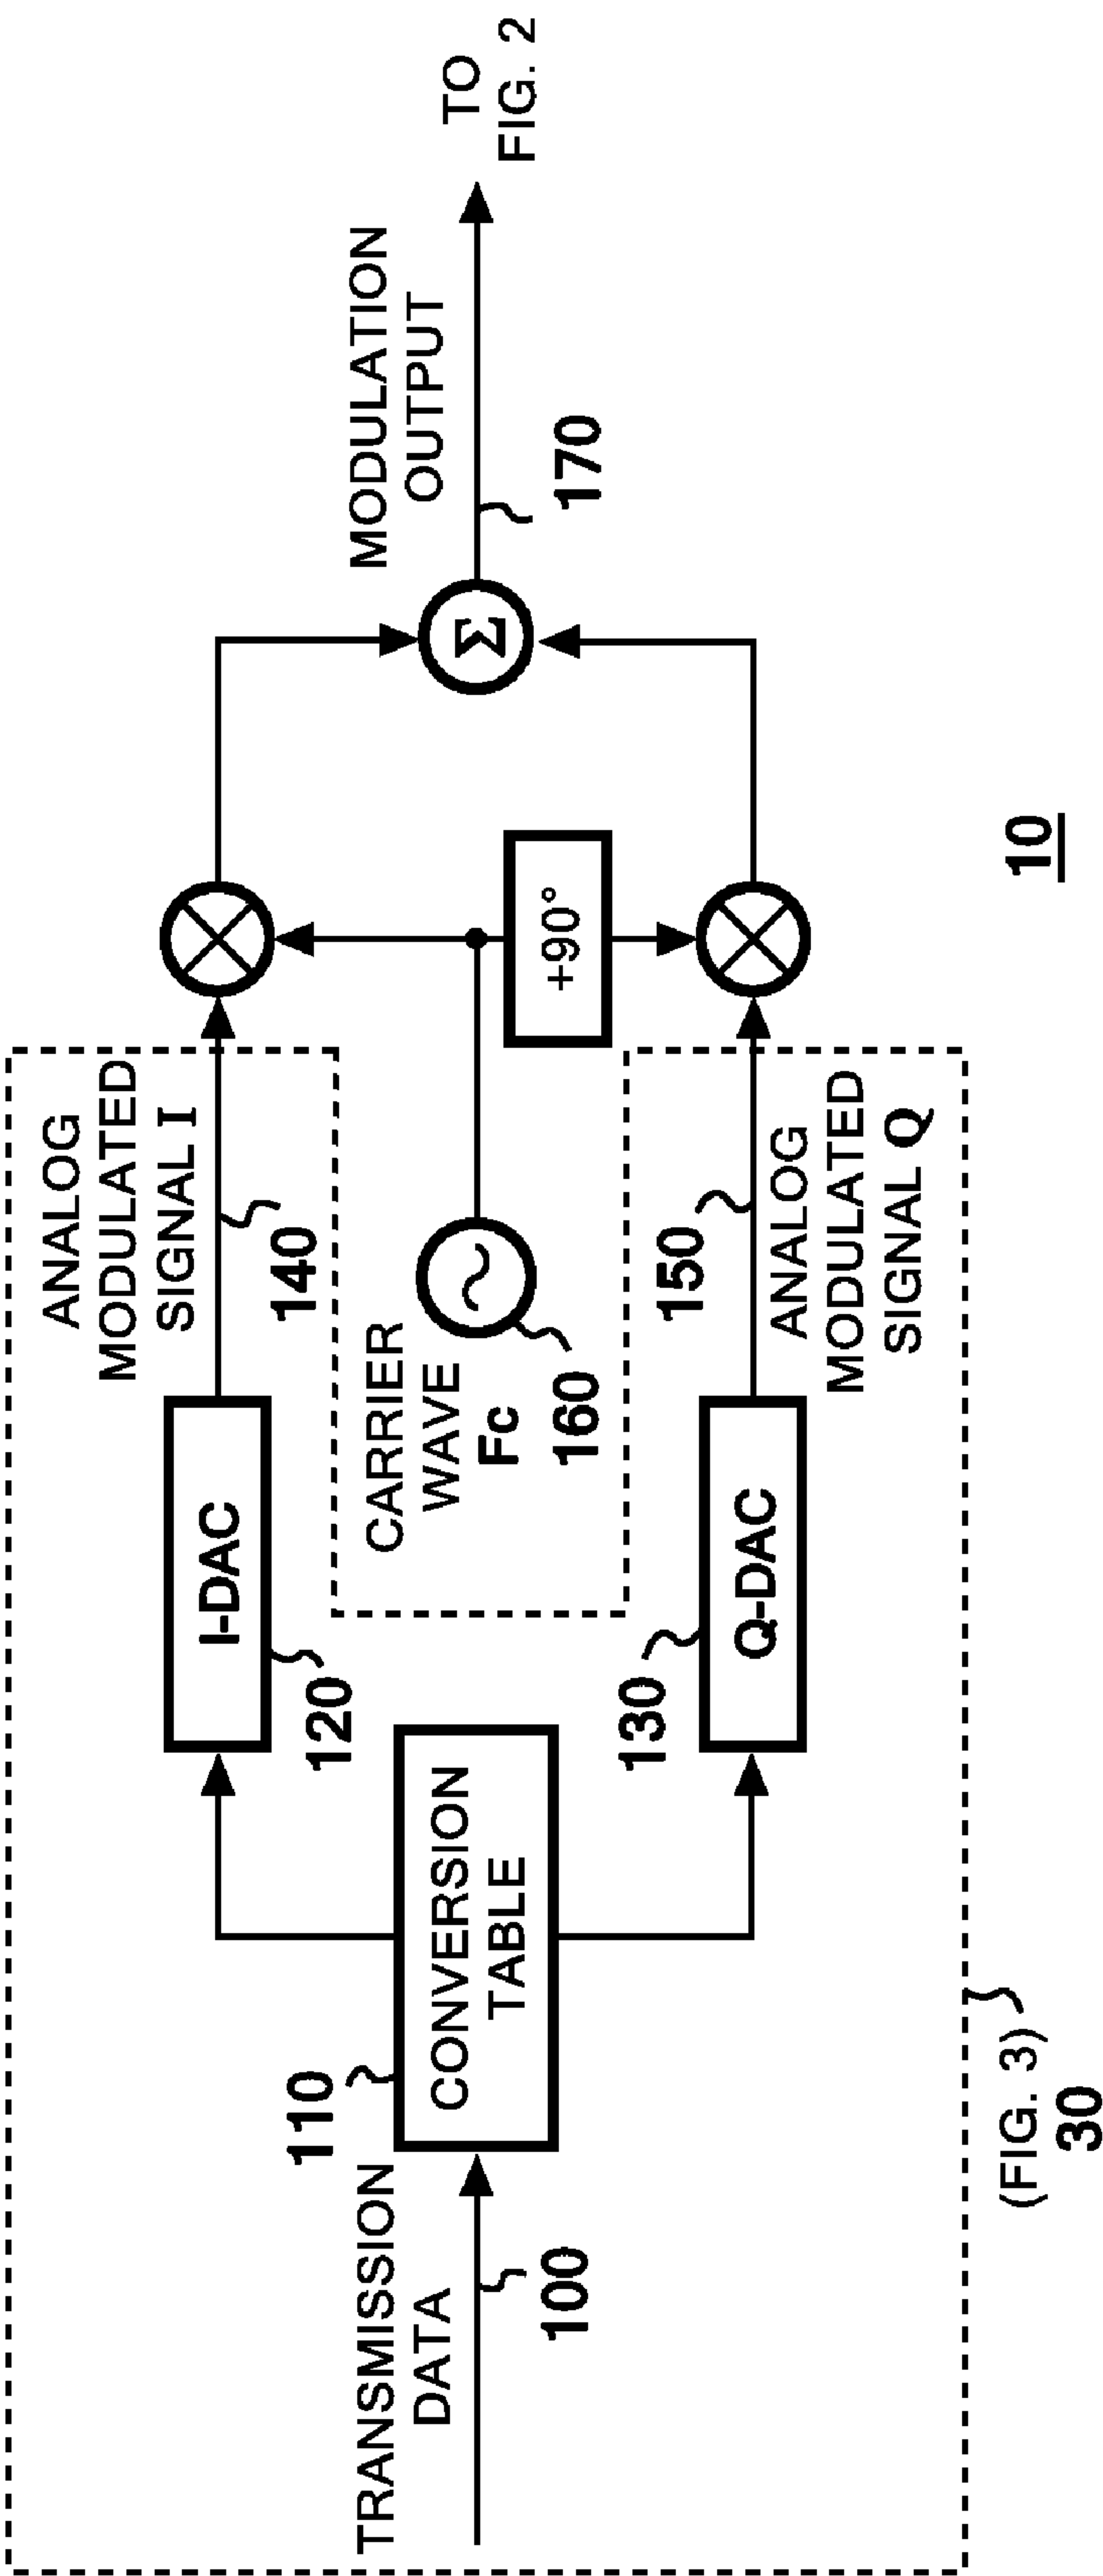 TRANSMISSION
DATA
100
110
CONVERSION
TABLE
I-DAC
120
130
Q-DAC
ANALOG
MODULATED
SIGNAL I
140
CARRIER
WAVE
Fc
160
150
ANALOG
MODULATED
SIGNAL Q
+90°
Σ
MODULATION
OUTPUT
170
TO
FIG. 2
(FIG. 3)
30
10